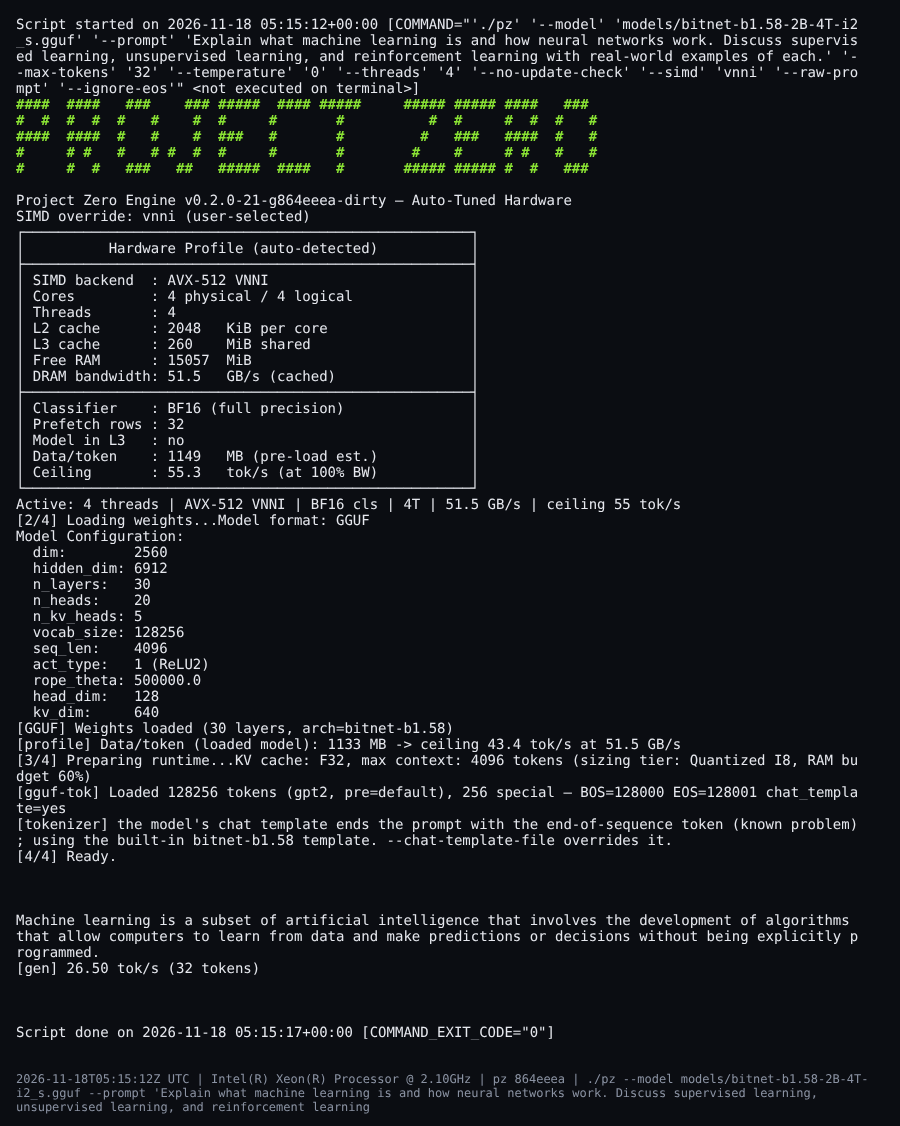 Script started on 2026-11-18 05:15:12+00:00 [COMMAND="'./pz' '--model' 'models/bitnet-b1.58-2B-4T-i2
_s.gguf' '--prompt' 'Explain what machine learning is and how neural networks work. Discuss supervis
ed learning, unsupervised learning, and reinforcement learning with real-world examples of each.' '-
-max-tokens' '32' '--temperature' '0' '--threads' '4' '--no-update-check' '--simd' 'vnni' '--raw-pro
mpt' '--ignore-eos'" <not executed on terminal>]
PROJECT ZERO
Project Zero Engine v0.2.0-21-g864eeea-dirty — Auto-Tuned Hardware
SIMD override: vnni (user-selected)
Hardware Profile (auto-detected)
SIMD backend  : AVX-512 VNNI
Cores         : 4 physical / 4 logical
Threads       : 4
L2 cache      : 2048   KiB per core
L3 cache      : 260    MiB shared
Free RAM      : 15057  MiB
DRAM bandwidth: 51.5   GB/s (cached)
Classifier    : BF16 (full precision)
Prefetch rows : 32
Model in L3   : no
Data/token    : 1149   MB (pre-load est.)
Ceiling       : 55.3   tok/s (at 100% BW)
Active: 4 threads | AVX-512 VNNI | BF16 cls | 4T | 51.5 GB/s | ceiling 55 tok/s
[2/4] Loading weights...Model format: GGUF
Model Configuration:
  dim:        2560
  hidden_dim: 6912
  n_layers:   30
  n_heads:    20
  n_kv_heads: 5
  vocab_size: 128256
  seq_len:    4096
  act_type:   1 (ReLU2)
  rope_theta: 500000.0
  head_dim:   128
  kv_dim:     640
[GGUF] Weights loaded (30 layers, arch=bitnet-b1.58)
[profile] Data/token (loaded model): 1133 MB -> ceiling 43.4 tok/s at 51.5 GB/s
[3/4] Preparing runtime...KV cache: F32, max context: 4096 tokens (sizing tier: Quantized I8, RAM bu
dget 60%)
[gguf-tok] Loaded 128256 tokens (gpt2, pre=default), 256 special — BOS=128000 EOS=128001 chat_templa
te=yes
[tokenizer] the model's chat template ends the prompt with the end-of-sequence token (known problem)
; using the built-in bitnet-b1.58 template. --chat-template-file overrides it.
[4/4] Ready.
Machine learning is a subset of artificial intelligence that involves the development of algorithms
that allow computers to learn from data and make predictions or decisions without being explicitly p
rogrammed.
[gen] 26.50 tok/s (32 tokens)
Script done on 2026-11-18 05:15:17+00:00 [COMMAND_EXIT_CODE="0"]
2026-11-18T05:15:12Z UTC | Intel(R) Xeon(R) Processor @ 2.10GHz | pz 864eeea | ./pz --model models/bitnet-b1.58-2B-4T-
i2_s.gguf --prompt 'Explain what machine learning is and how neural networks work. Discuss supervised learning,
unsupervised learning, and reinforcement learning